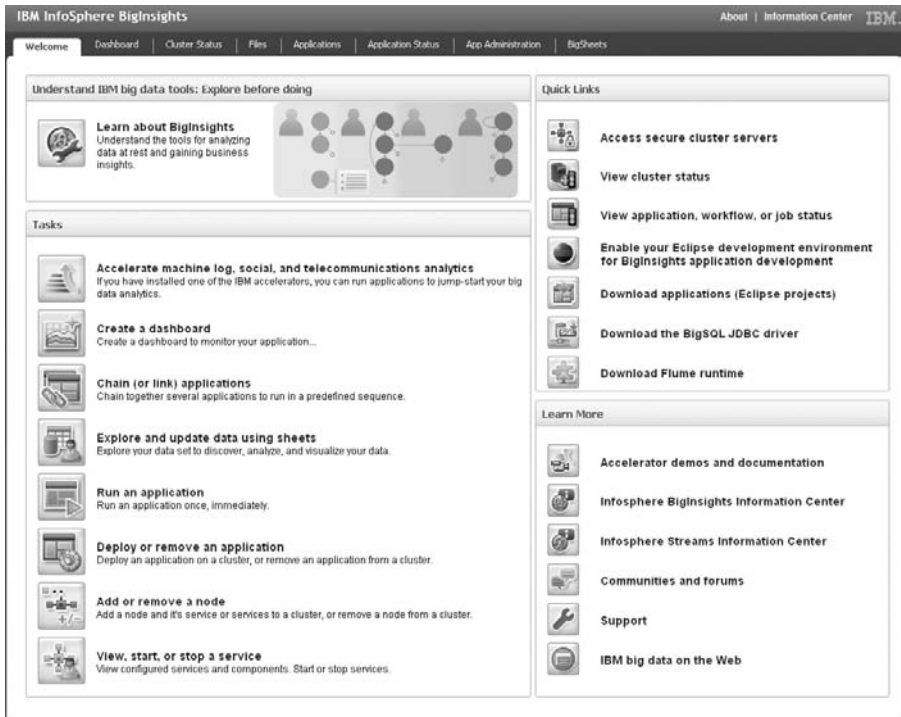 IBM InfoSphere BigInsights
About | Information Center IBM.
Welcome Dashboard Cluster Status Files Applications Application Status App Administration BigSheets
Understand IBM big data tools: Explore before doing
Learn about BigInsights
Understand the tools for analyzing
data at rest and gaining business
insights.
Tasks
Accelerate machine log, social, and telecommunications analytics
If you have installed one of the IBM accelerators, you can run applications to jump-start your big
data analytics.
Create a dashboard
Create a dashboard to monitor your application...
Chain (or link) applications
Chain together several applications to run in a predefined sequence.
Explore and update data using sheets
Explore your data set to discover, analyze, and visualize your data.
Run an application
Run an application once, immediately.
Deploy or remove an application
Deploy an application on a cluster, or remove an application from a cluster.
Add or remove a node
Add a node and it's service or services to a cluster, or remove a node from a cluster.
View, start, or stop a service
View configured services and components. Start or stop services.
Quick Links
Access secure cluster servers
View cluster status
View application, workflow, or job status
Enable your Eclipse development environment
for BigInsights application development
Download applications (Eclipse projects)
Download the BigSQL JDBC driver
Download Flume runtime
Learn More
Accelerator demos and documentation
Infosphere BigInsights Information Center
Infosphere Streams Information Center
Communities and forums
Support
IBM big data on the Web